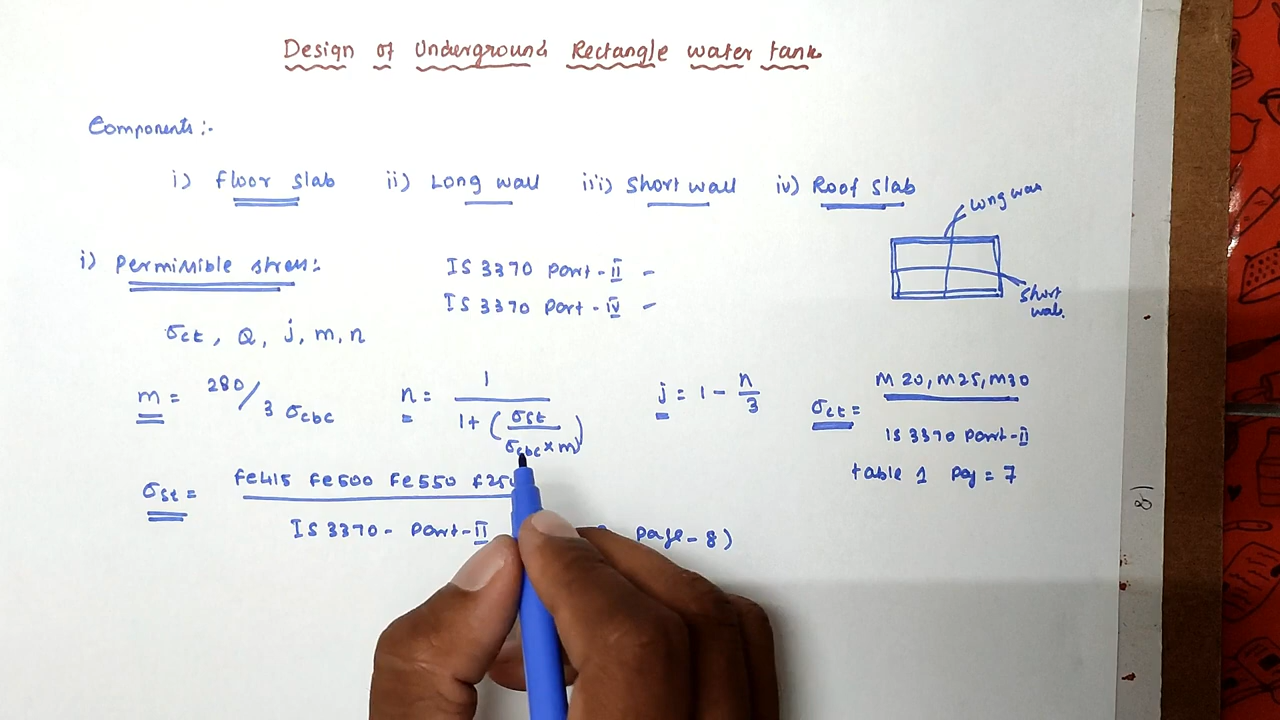 Design of Underground Rectangle water tank
Components :-
i) Floor slab ii) Long wall iii) Short wall iv) Roof slab
long wall
short wall.
i) permissible stress :
IS 3370 Part - II -
IS 3370 Part - IV -
σct, Q, j, m, n
m = 280 / 3 σcbc
n = 1 / 1 + (σst / σcbc × m)
j = 1 - n/3
σct = M20, M25, M30
IS 3370 Part - II
table 1 pg = 7
σst = Fe415 Fe500 Fe550 f250
IS 3370 - Part - II page - 8)